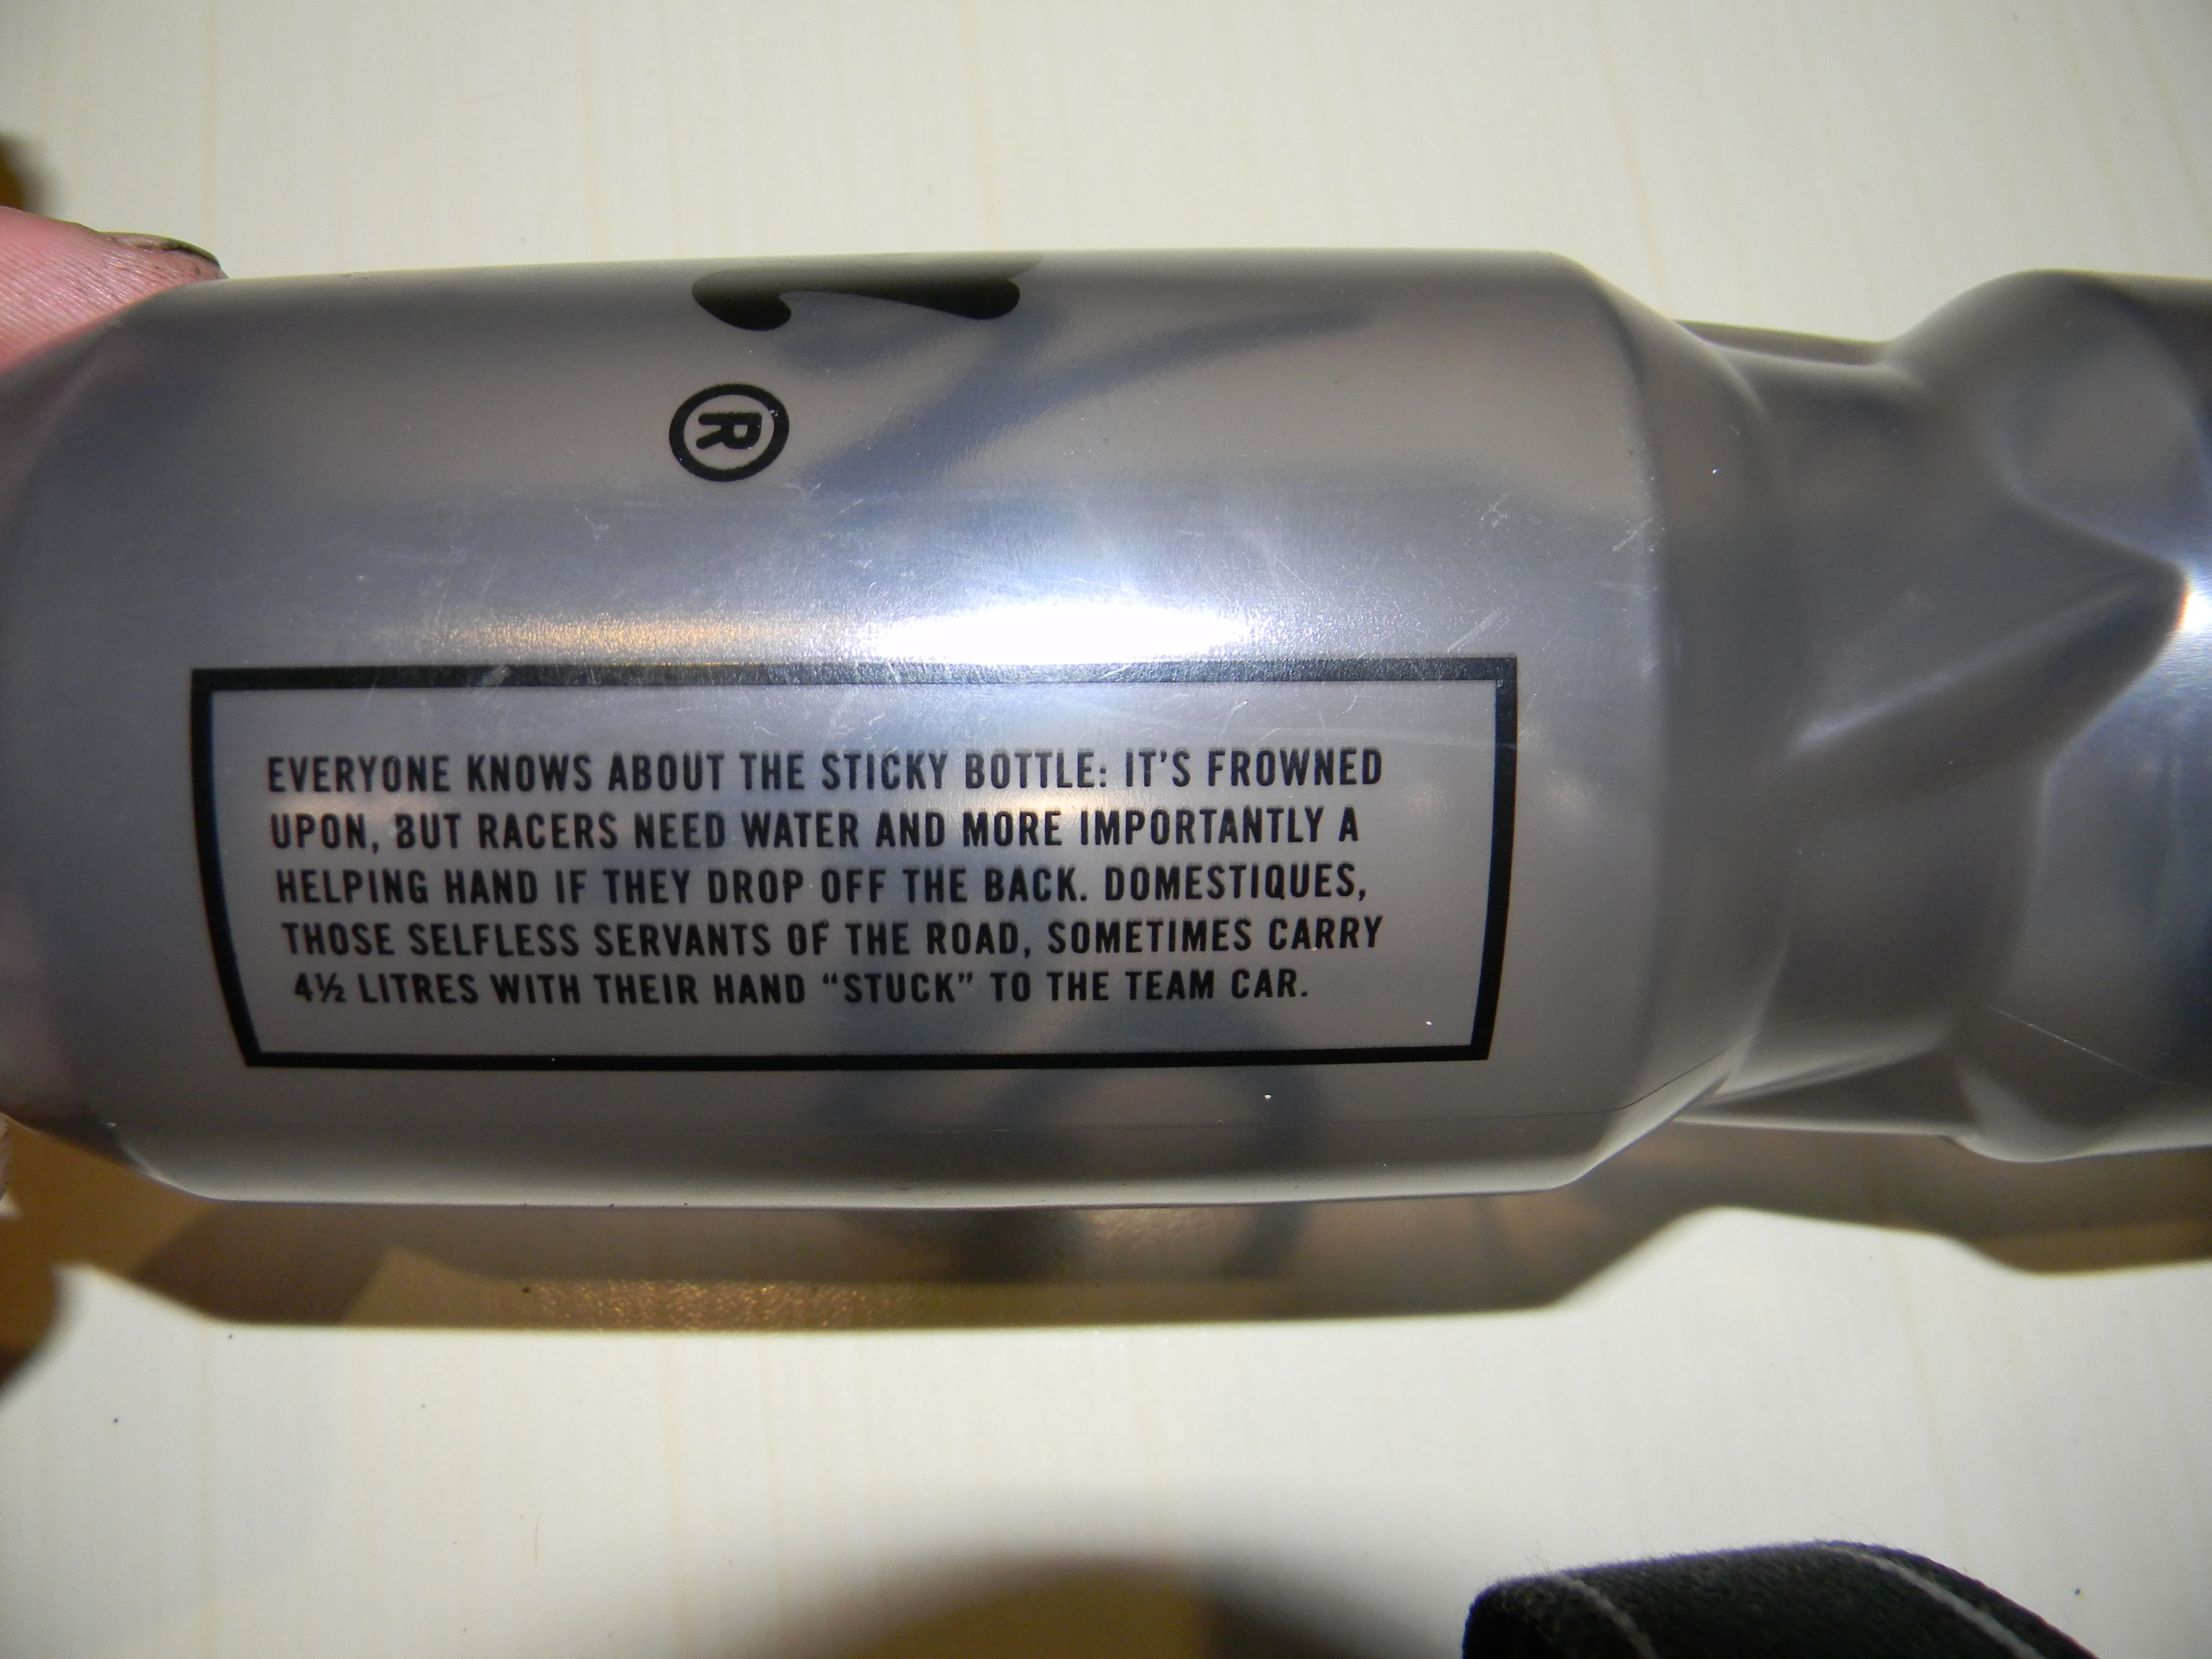 ®
EVERYONE KNOWS ABOUT THE STICKY BOTTLE: IT'S FROWNED
UPON, BUT RACERS NEED WATER AND MORE IMPORTANTLY A
HELPING HAND IF THEY DROP OFF THE BACK. DOMESTIQUES,
THOSE SELFLESS SERVANTS OF THE ROAD, SOMETIMES CARRY
4½ LITRES WITH THEIR HAND “STUCK” TO THE TEAM CAR.